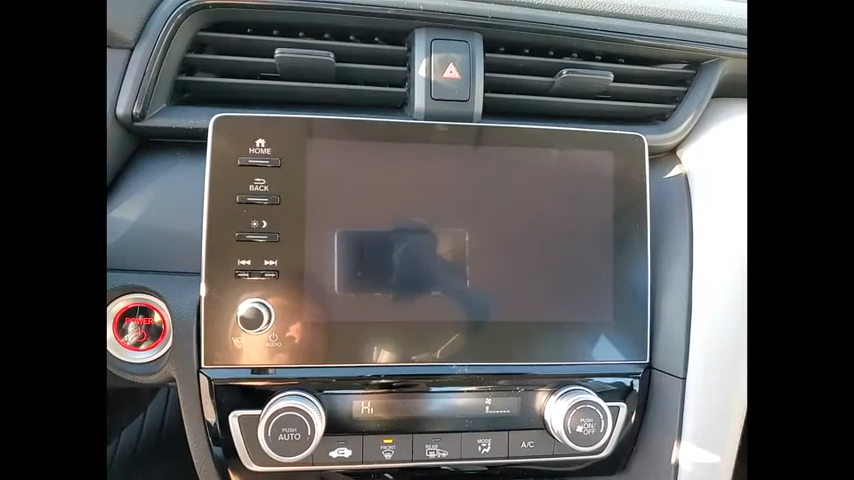 HOME
BACK
POWER
AUDIO
Hi
PUSH
AUTO
FRONT
REAR
MODE
A/C
PUSH
ON/
OFF